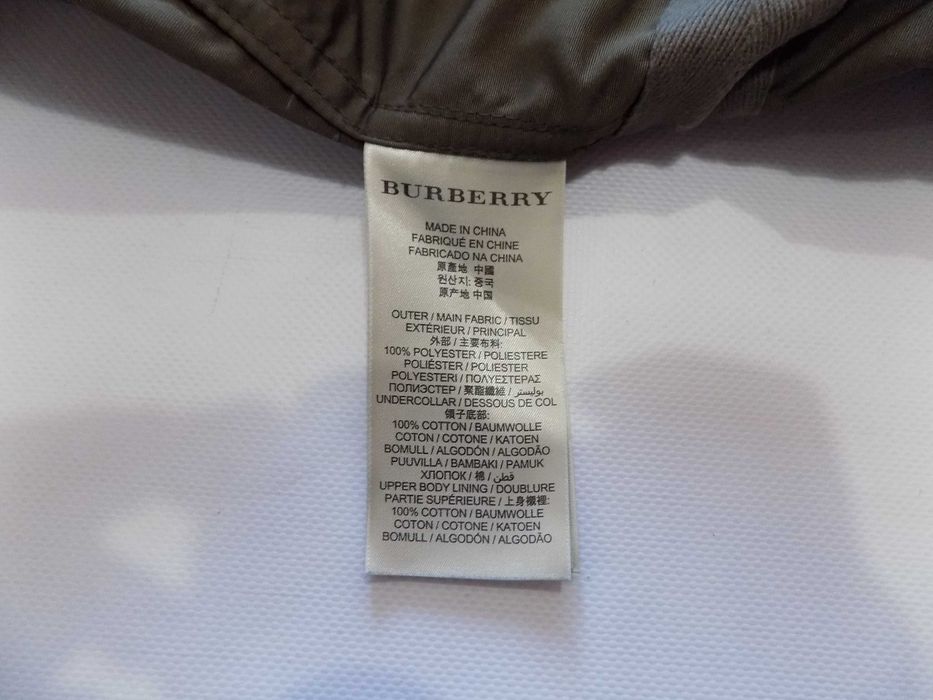 BURBERRY
MADE IN CHINA
FABRIQUÉ EN CHINE
FABRICADO NA CHINA
原產地 中國
원산지: 중국
原产地 中国
OUTER / MAIN FABRIC / TISSU
EXTÉRIEUR / PRINCIPAL
外部 / 主要布料:
100% POLYESTER / POLIESTERE
POLIÉSTER / POLIESTER
POLYESTERI / ΠΟΛΥΕΣΤΕΡΑΣ
ПОЛИЭСТЕР / 聚酯纖維 / بوليستر
UNDERCOLLAR / DESSOUS DE COL
領子底部:
100% COTTON / BAUMWOLLE
COTON / COTONE / KATOEN
BOMULL / ALGODÓN / ALGODÃO
PUUVILLA / BAMBAKI / PAMUK
ХЛОПОК / 棉 / قطن
UPPER BODY LINING / DOUBLURE
PARTIE SUPÉRIEURE / 上身襯裡:
100% COTTON / BAUMWOLLE
COTON / COTONE / KATOEN
BOMULL / ALGODÓN / ALGODÃO